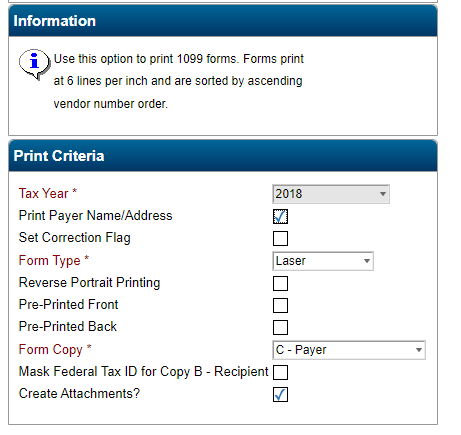 Information
Use this option to print 1099 forms. Forms print
at 6 lines per inch and are sorted by ascending
vendor number order.
Print Criteria
Tax Year * 2018
Print Payer Name/Address
Set Correction Flag
Form Type * Laser
Reverse Portrait Printing
Pre-Printed Front
Pre-Printed Back
Form Copy * C - Payer
Mask Federal Tax ID for Copy B - Recipient
Create Attachments?